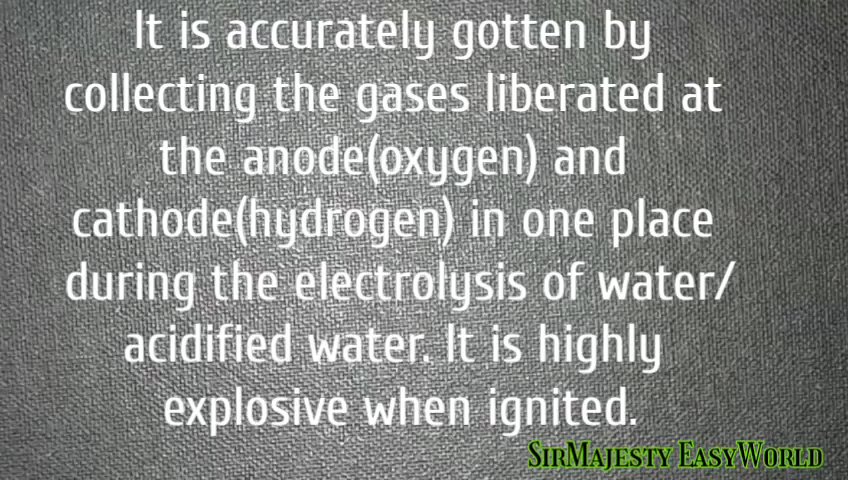 It is accurately gotten by
collecting the gases liberated at
the anode(oxygen) and
cathode(hydrogen) in one place
during the electrolysis of water/
acidified water. It is highly
explosive when ignited.
SirMajesty EasyWorld